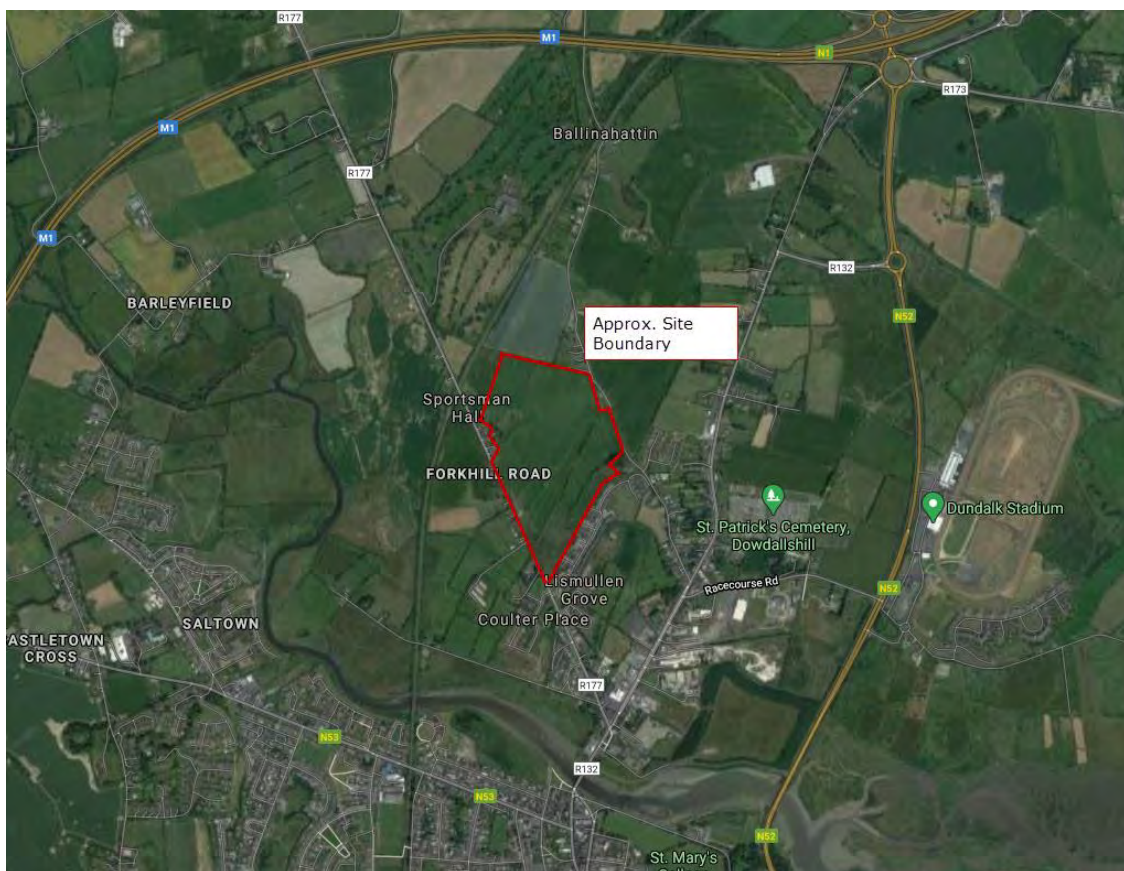 R177
M1
N1
R173
M1
Ballinahattin
R177
M1
R132
BARLEYFIELD
N52
Approx. Site
Boundary
Sportsman
Hall
FORKHILL ROAD
St. Patrick's Cemetery,
Dowdallshill
Dundalk Stadium
Lismullen
Grove
Racecourse Rd
N52
Coulter Place
SALTOWN
ASTLETOWN
CROSS
R177
N53
R132
N53
N52
St. Mary's